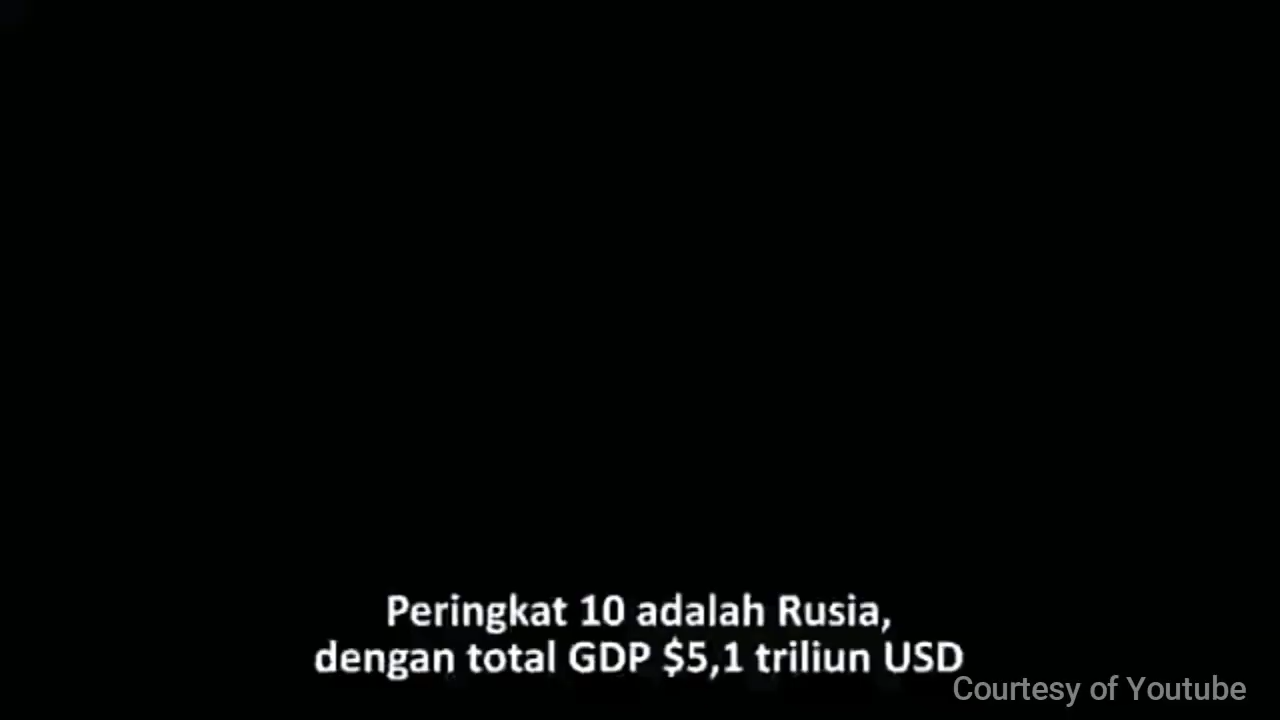 Peringkat 10 adalah Rusia,
dengan total GDP $5,1 triliun USD
Courtesy of Youtube